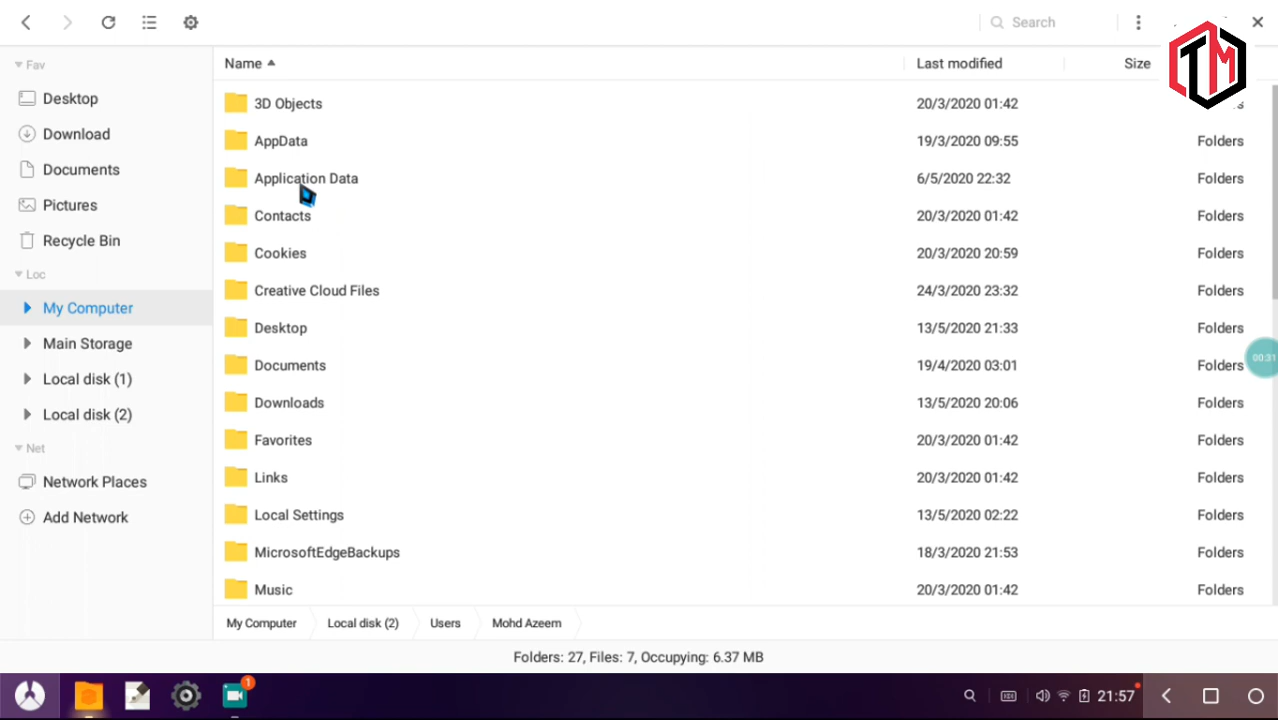 Search
TM
Fav
Name
Last modified
Size
Desktop
3D Objects
20/3/2020 01:42
Download
AppData
19/3/2020 09:55
Folders
Documents
Application Data
6/5/2020 22:32
Folders
Pictures
Contacts
20/3/2020 01:42
Folders
Recycle Bin
Cookies
20/3/2020 20:59
Folders
Loc
Creative Cloud Files
24/3/2020 23:32
Folders
My Computer
Desktop
13/5/2020 21:33
Folders
Main Storage
Documents
19/4/2020 03:01
Folders
00:31
Local disk (1)
Downloads
13/5/2020 20:06
Folders
Local disk (2)
Favorites
20/3/2020 01:42
Folders
Net
Links
20/3/2020 01:42
Folders
Network Places
Local Settings
13/5/2020 02:22
Folders
Add Network
MicrosoftEdgeBackups
18/3/2020 21:53
Folders
Music
20/3/2020 01:42
Folders
My Computer
Local disk (2)
Users
Mohd Azeem
Folders: 27, Files: 7, Occupying: 6.37 MB
1
21:57